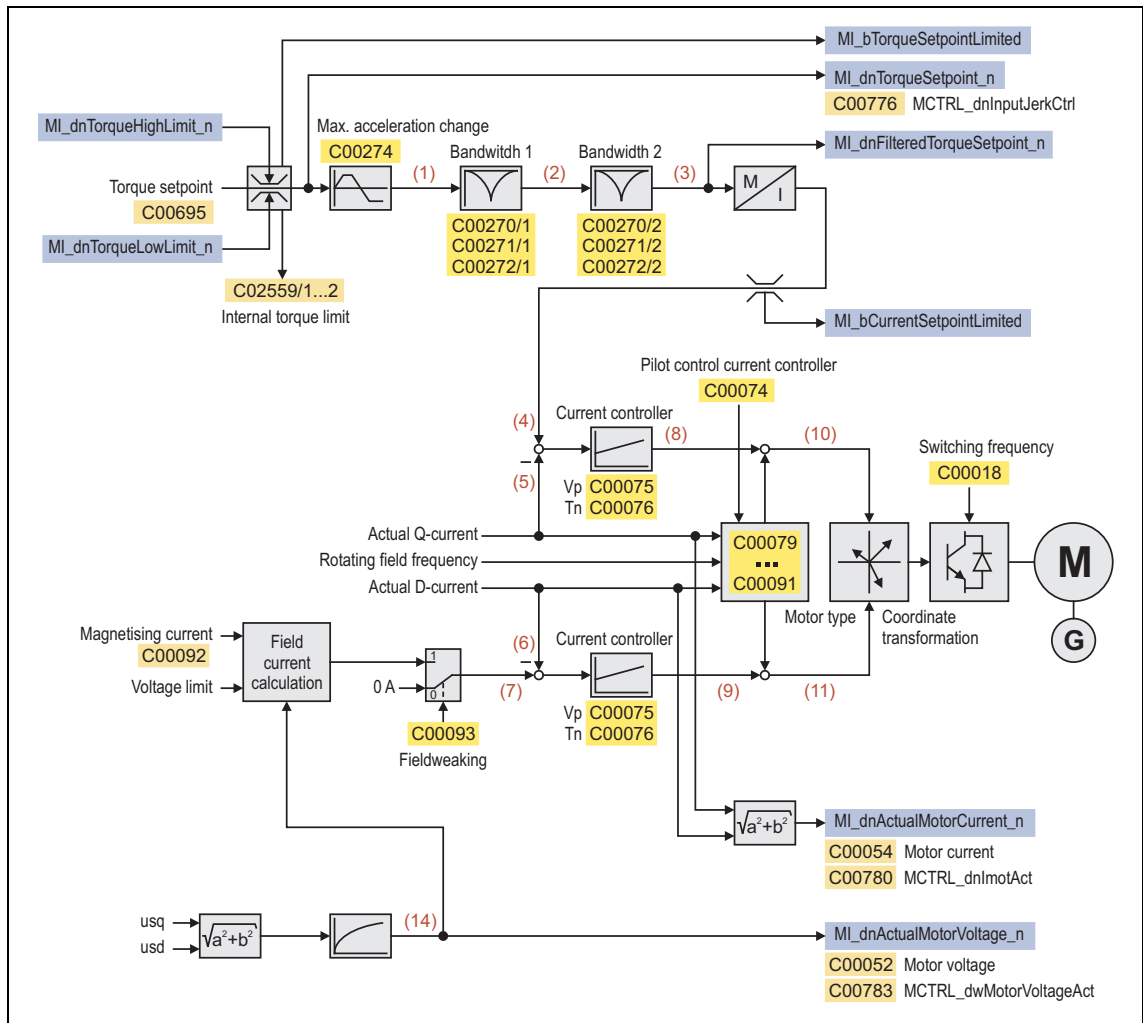 MI_bTorqueSetpointLimited
MI_dnTorqueSetpoint_n
C00776 MCTRL_dnInputJerkCtrl
MI_dnTorqueHighLimit_n
Max. acceleration change
C00274
Bandwitdh 1
Bandwidth 2
MI_dnFilteredTorqueSetpoint_n
(1)
(2)
(3)
M
I
Torque setpoint
C00695
MI_dnTorqueLowLimit_n
C00270/1
C00271/1
C00272/1
C00270/2
C00271/2
C00272/2
C02559/1...2
Internal torque limit
MI_bCurrentSetpointLimited
Pilot control current controller
C00074
(4)
Current controller
(8)
(10)
Switching frequency
C00018
(5)
Vp C00075
Tn C00076
Actual Q-current
Rotating field frequency
Actual D-current
C00079
...
C00091
Motor type
Coordinate
transformation
M
G
Magnetising current
C00092
Voltage limit
Field
current
calculation
1
0 A
0
(6)
(7)
Current controller
(9)
(11)
Vp C00075
Tn C00076
C00093
Fieldweaking
√a²+b²
MI_dnActualMotorCurrent_n
C00054 Motor current
C00780 MCTRL_dnImotAct
usq
usd
√a²+b²
(14)
MI_dnActualMotorVoltage_n
C00052 Motor voltage
C00783 MCTRL_dwMotorVoltageAct